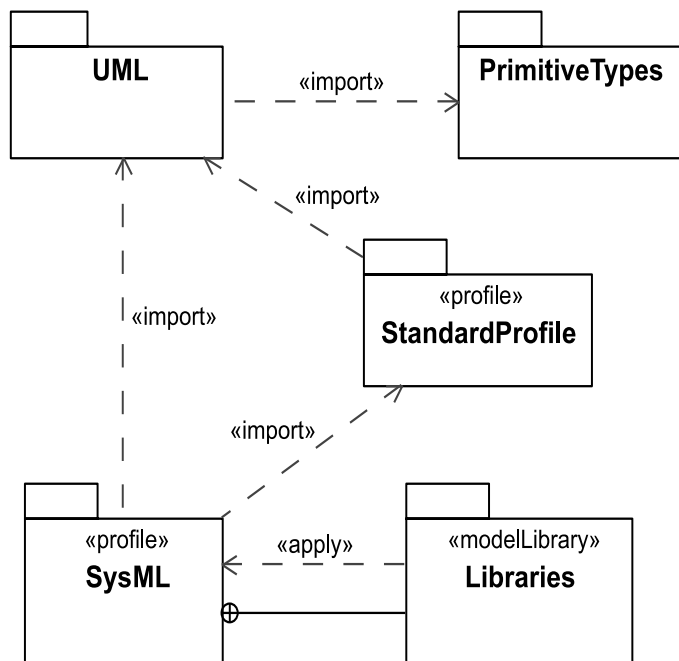 UML
PrimitiveTypes
«import»
«import»
«profile»
StandardProfile
«import»
«import»
«profile»
SysML
«apply»
«modelLibrary»
Libraries